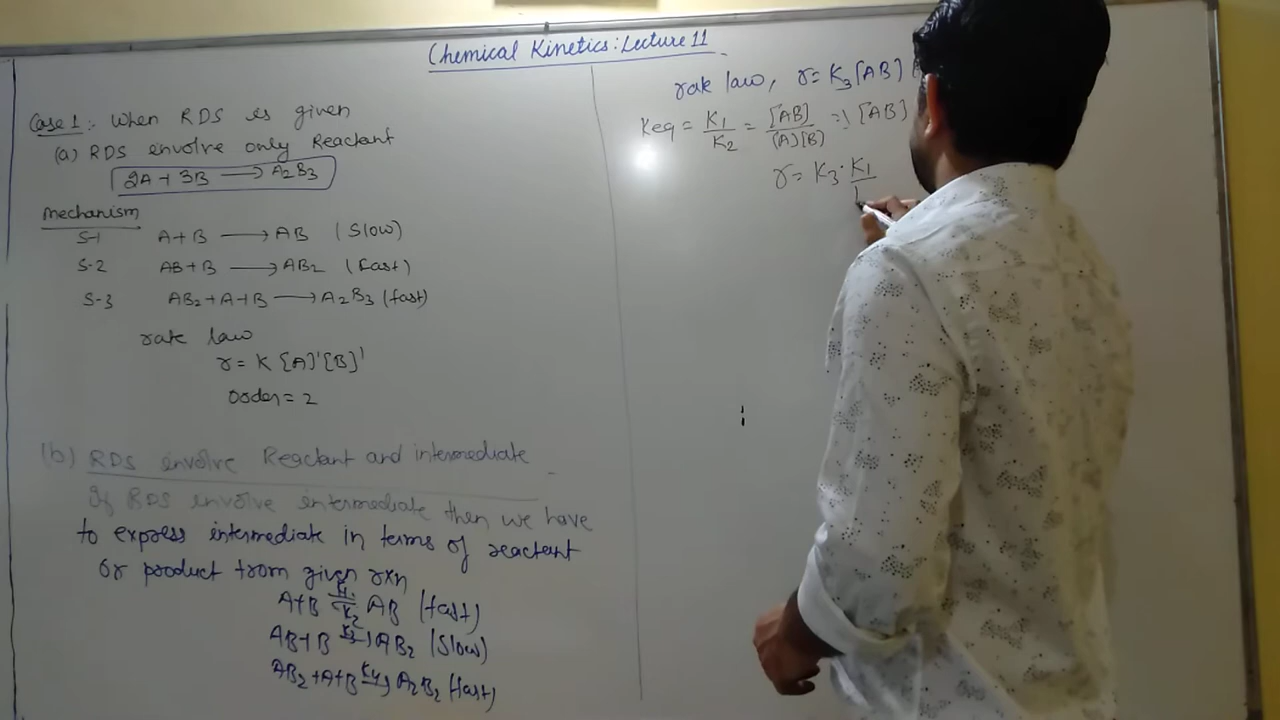 Chemical Kinetics: Lecture 11
Case 1:- When RDS is given
(a) RDS envolve only Reactant
2A + 3B ⟶ A2B3
Mechanism
S-1 A+B ⟶ AB (Slow)
S-2 AB+B ⟶ AB2 (fast)
S-3 AB2+A+B ⟶ A2B3 (fast)
rate law
r = K [A]¹[B]¹
Order = 2
(b) RDS envolve Reactant and intermediate
If RDS envolve intermediate then we have
to express intermediate in terms of reactant
or product from given rxn
A+B ⇌ AB (fast)
K1
K2
AB+B ⟶ AB2 (Slow)
K3
AB2+A+B ⟶ A2B2 (fast)
K4
rate law, r = K3 [AB]
Keq = K1/K2 = [AB]/(A)(B) ⇒ [AB]
r = K3 · K1